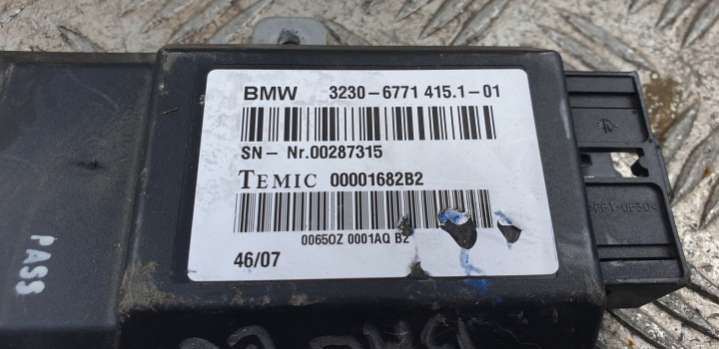 BMW 3230-6771 415.1-01
SN- Nr.00287315
TEMIC 00001682B2
0065OZ 0001AQ B2
46/07
PASS